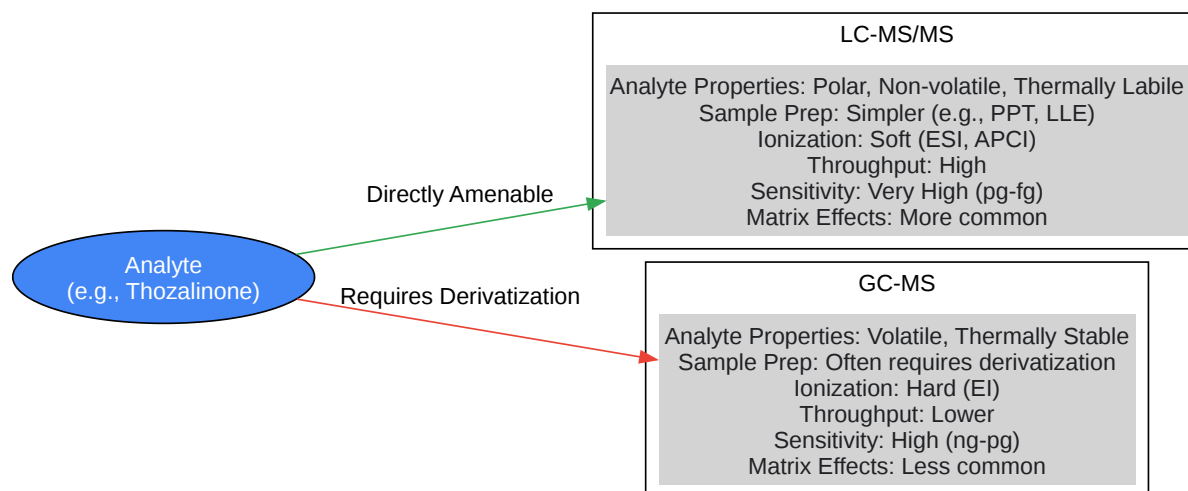 LC-MS/MS
Analyte Properties: Polar, Non-volatile, Thermally Labile
Sample Prep: Simpler (e.g., PPT, LLE)
Ionization: Soft (ESI, APCI)
Throughput: High
Sensitivity: Very High (pg-fg)
Matrix Effects: More common
Directly Amenable
Analyte
(e.g., Thozalinone)
Requires Derivatization
GC-MS
Analyte Properties: Volatile, Thermally Stable
Sample Prep: Often requires derivatization
Ionization: Hard (EI)
Throughput: Lower
Sensitivity: High (ng-pg)
Matrix Effects: Less common